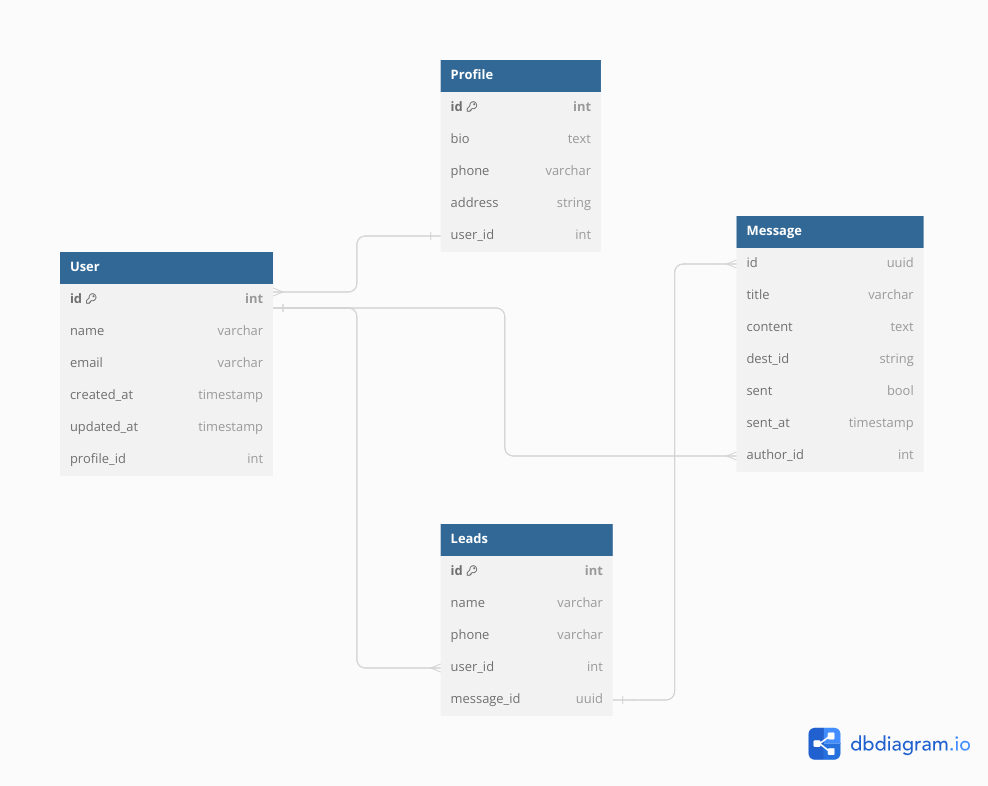 Profile
id int
bio text
phone varchar
address string
user_id int
User
id int
name varchar
email varchar
created_at timestamp
updated_at timestamp
profile_id int
Message
id uuid
title varchar
content text
dest_id string
sent bool
sent_at timestamp
author_id int
Leads
id int
name varchar
phone varchar
user_id int
message_id uuid
dbdiagram.io